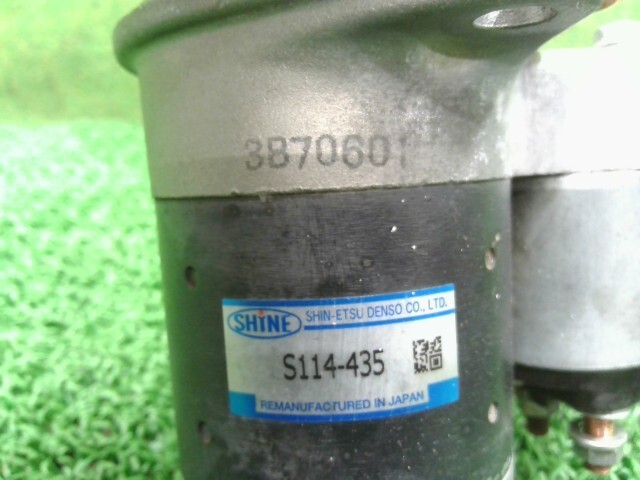 3B70601
SHiNE SHIN-ETSU DENSO CO., LTD.
S114-435
REMANUFACTURED IN JAPAN